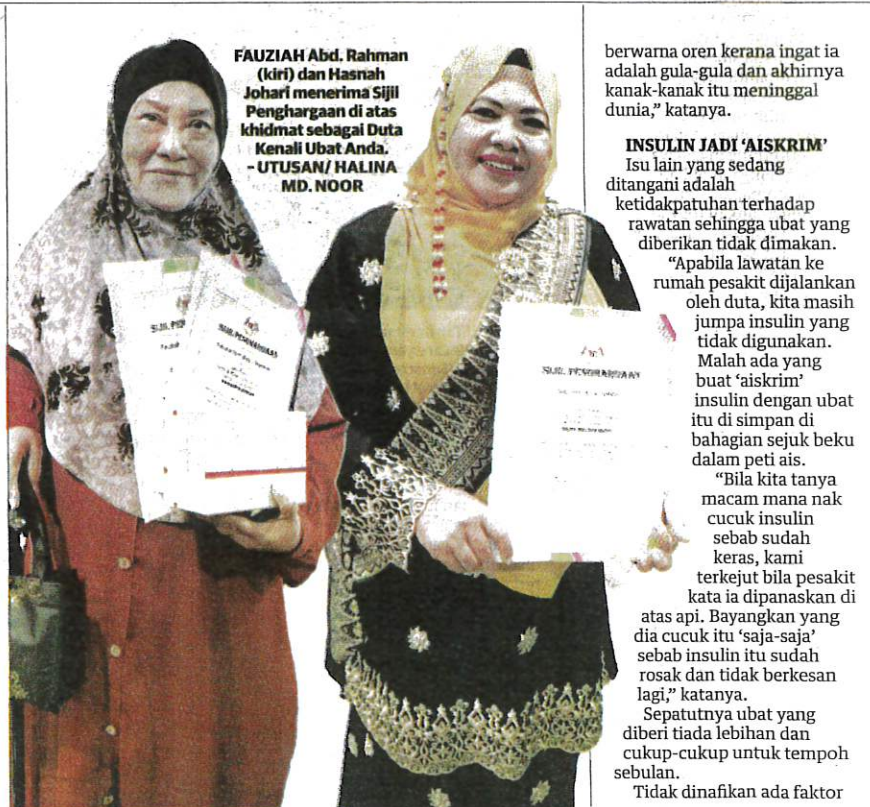 FAUZIAH Abd. Rahman
(kiri) dan Hasnah
Johari menerima Sijil
Penghargaan di atas
khidmat sebagai Duta
Kenali Ubat Anda.
– UTUSAN/ HALINA
MD. NOOR
SIJIL PENGHARGAAN
SIJIL PENGHARGAAN
berwarna oren kerana ingat ia
adalah gula-gula dan akhirnya
kanak-kanak itu meninggal
dunia,” katanya.
INSULIN JADI ‘AISKRIM’
Isu lain yang sedang
ditangani adalah
ketidakpatuhan terhadap
rawatan sehingga ubat yang
diberikan tidak dimakan.
“Apabila lawatan ke
rumah pesakit dijalankan
oleh duta, kita masih
jumpa insulin yang
tidak digunakan.
Malah ada yang
buat ‘aiskrim’
insulin dengan ubat
itu di simpan di
bahagian sejuk beku
dalam peti ais.
“Bila kita tanya
macam mana nak
cucuk insulin
sebab sudah
keras, kami
terkejut bila pesakit
kata ia dipanaskan di
atas api. Bayangkan yang
dia cucuk itu ‘saja-saja’
sebab insulin itu sudah
rosak dan tidak berkesan
lagi,” katanya.
Sepatutnya ubat yang
diberi tiada lebihan dan
cukup-cukup untuk tempoh
sebulan.
Tidak dinafikan ada faktor